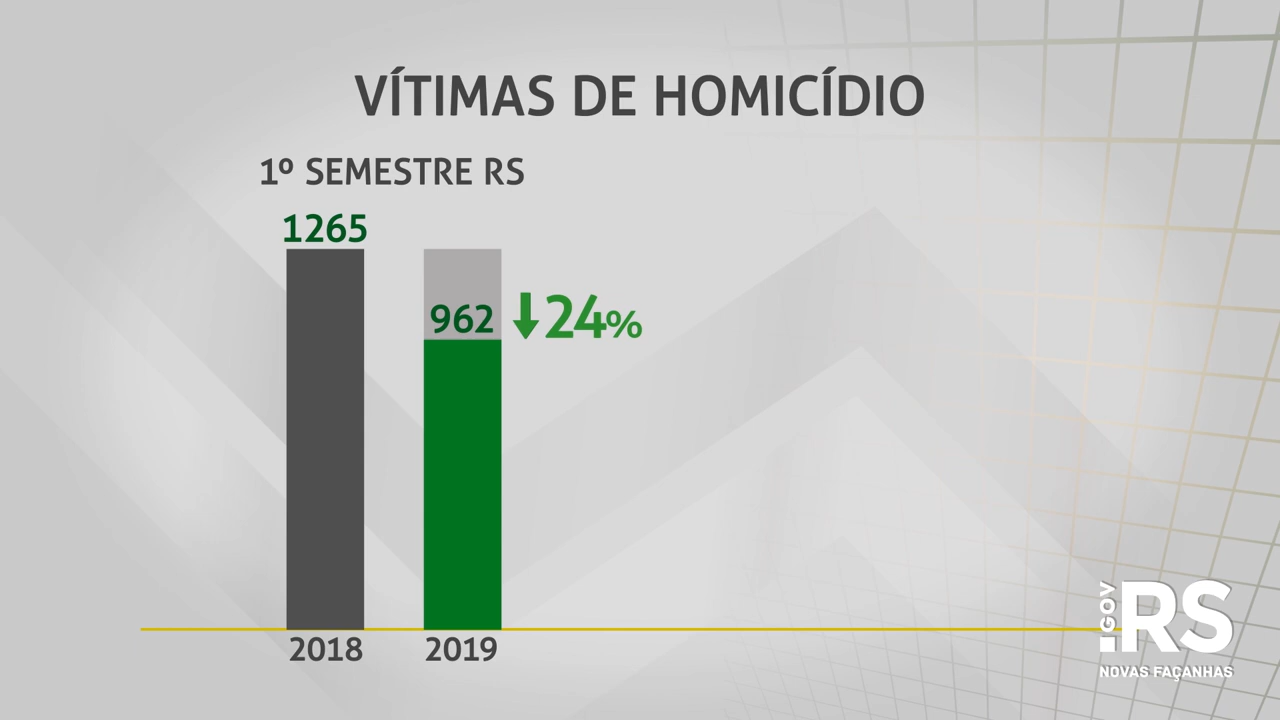 VÍTIMAS DE HOMICÍDIO
1º SEMESTRE RS
1265
962
24%
2018
2019
GOV
RS
NOVAS FAÇANHAS